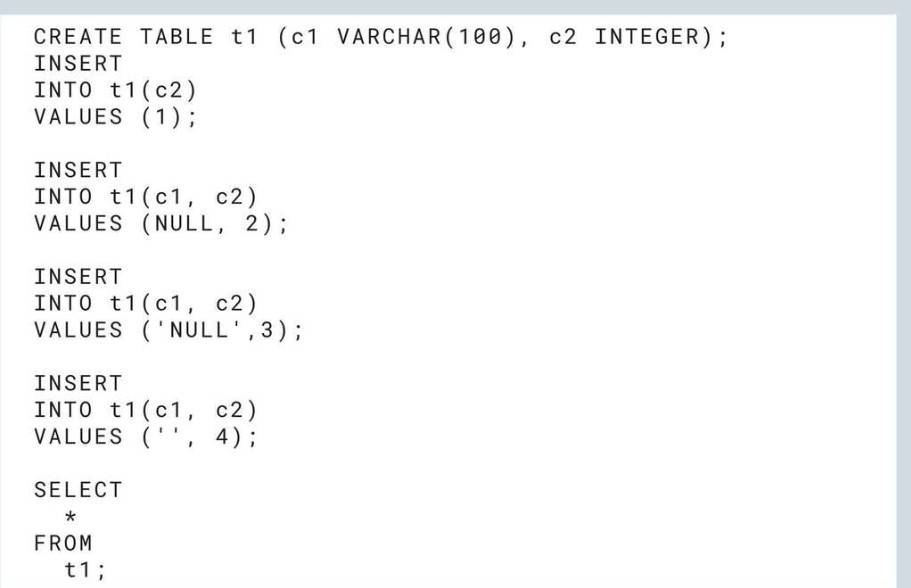 CREATE TABLE t1 (c1 VARCHAR(100), c2 INTEGER);
INSERT
INTO t1(c2)
VALUES (1);
INSERT
INTO t1(c1, c2)
VALUES (NULL, 2);
INSERT
INTO t1(c1, c2)
VALUES ('NULL',3);
INSERT
INTO t1(c1, c2)
VALUES ('', 4);
SELECT
*
FROM
t1;